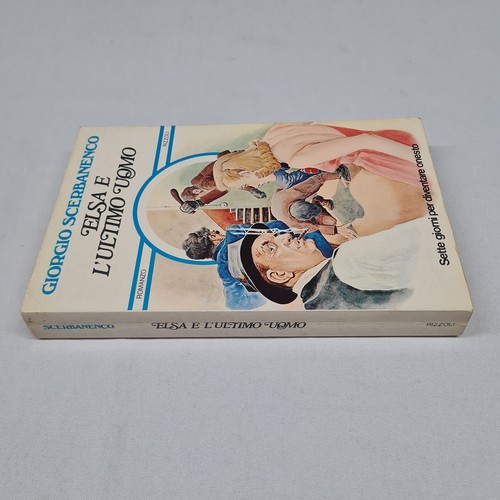 GIORGIO SCERBANENCO
ELSA E
L'ULTIMO UOMO
ROMANZO
RIZZOLI
Sette giorni per diventare onesto
SCERBANENCO ELSA E L'ULTIMO UOMO RIZZOLI